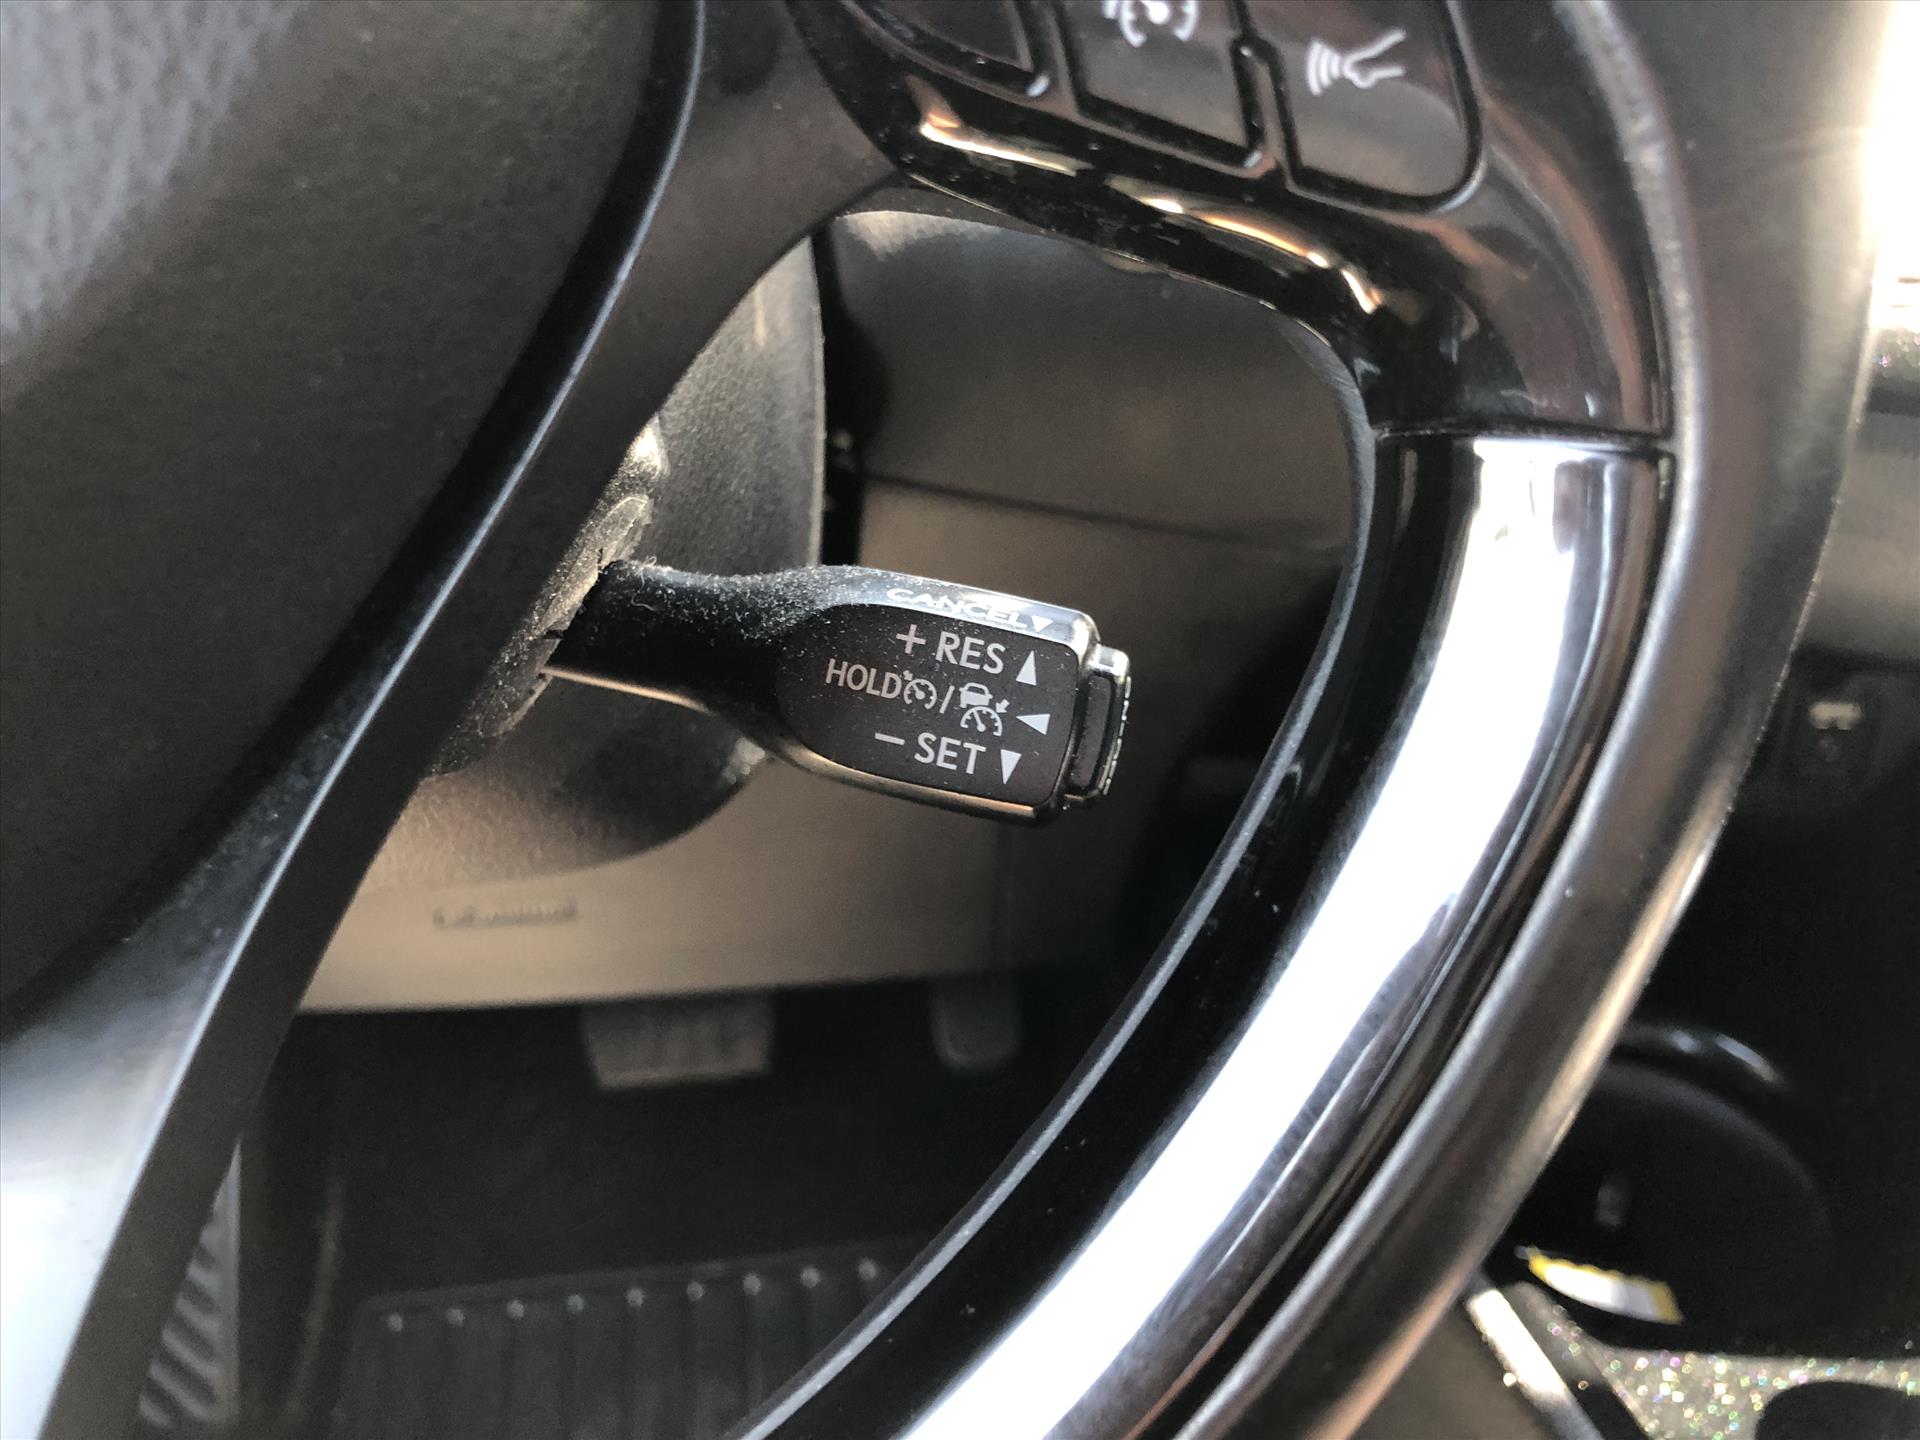 CANCEL▼
+ RES ▲
HOLD / ◀
− SET ▼